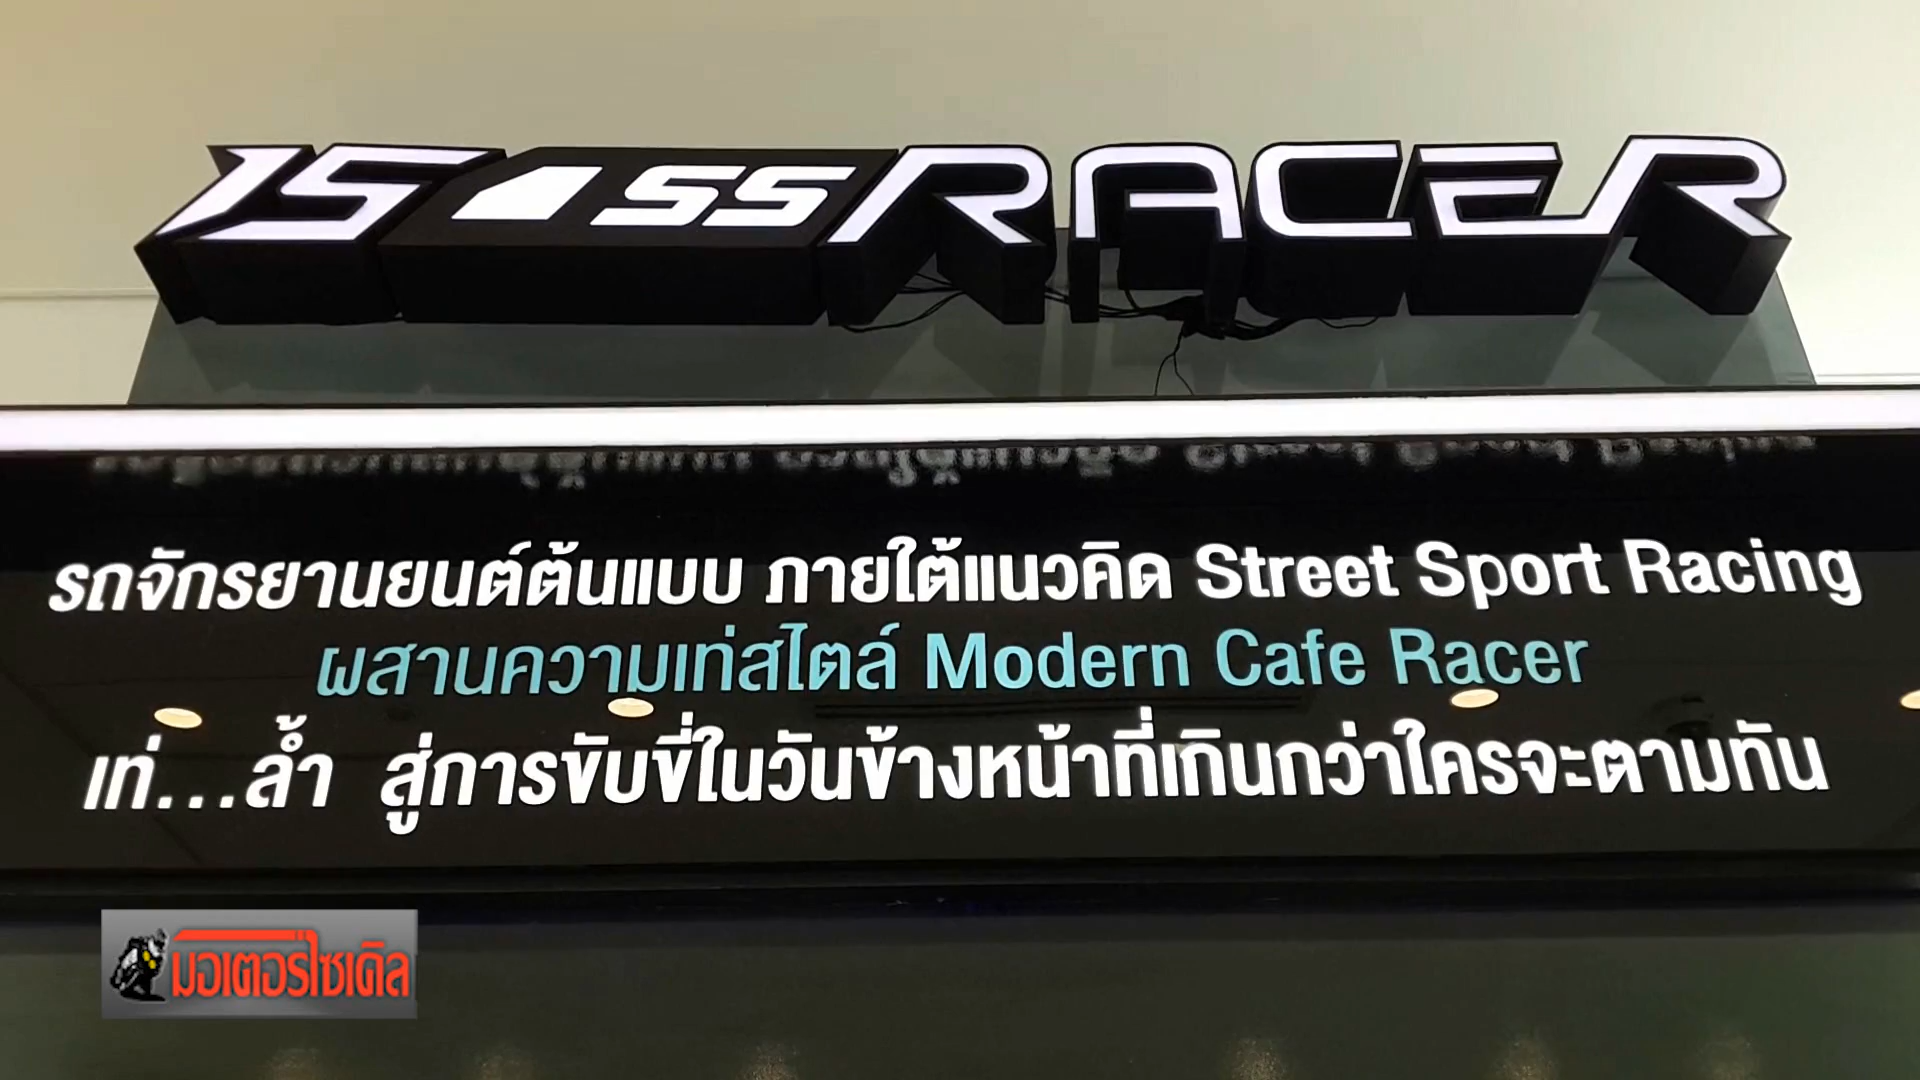 15 SS RACER
รถจักรยานยนต์ต้นแบบ ภายใต้แนวคิด Street Sport Racing
ผสานความเท่สไตล์ Modern Cafe Racer
เท่...ล้ำ สู่การขับขี่ในวันข้างหน้าที่เกินกว่าใครจะตามทัน
มอเตอร์ไซเดิล